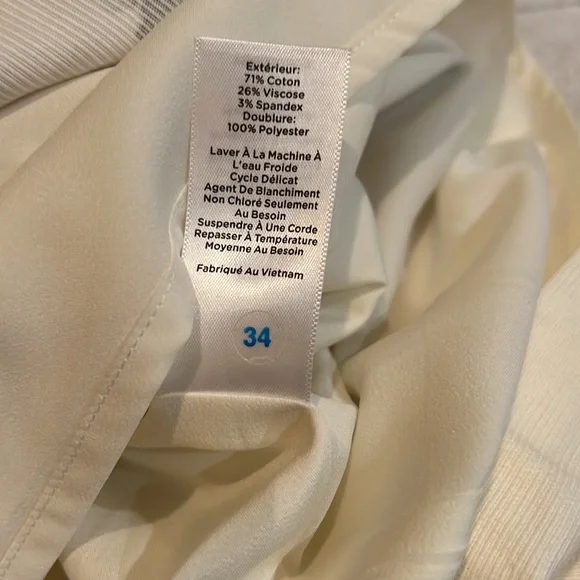 Extérieur:
71% Coton
26% Viscose
3% Spandex
Doublure:
100% Polyester
Laver À La Machine À
L'eau Froide
Cycle Délicat
Agent De Blanchiment
Non Chloré Seulement
Au Besoin
Suspendre À Une Corde
Repasser À Température
Moyenne Au Besoin
Fabriqué Au Vietnam
34